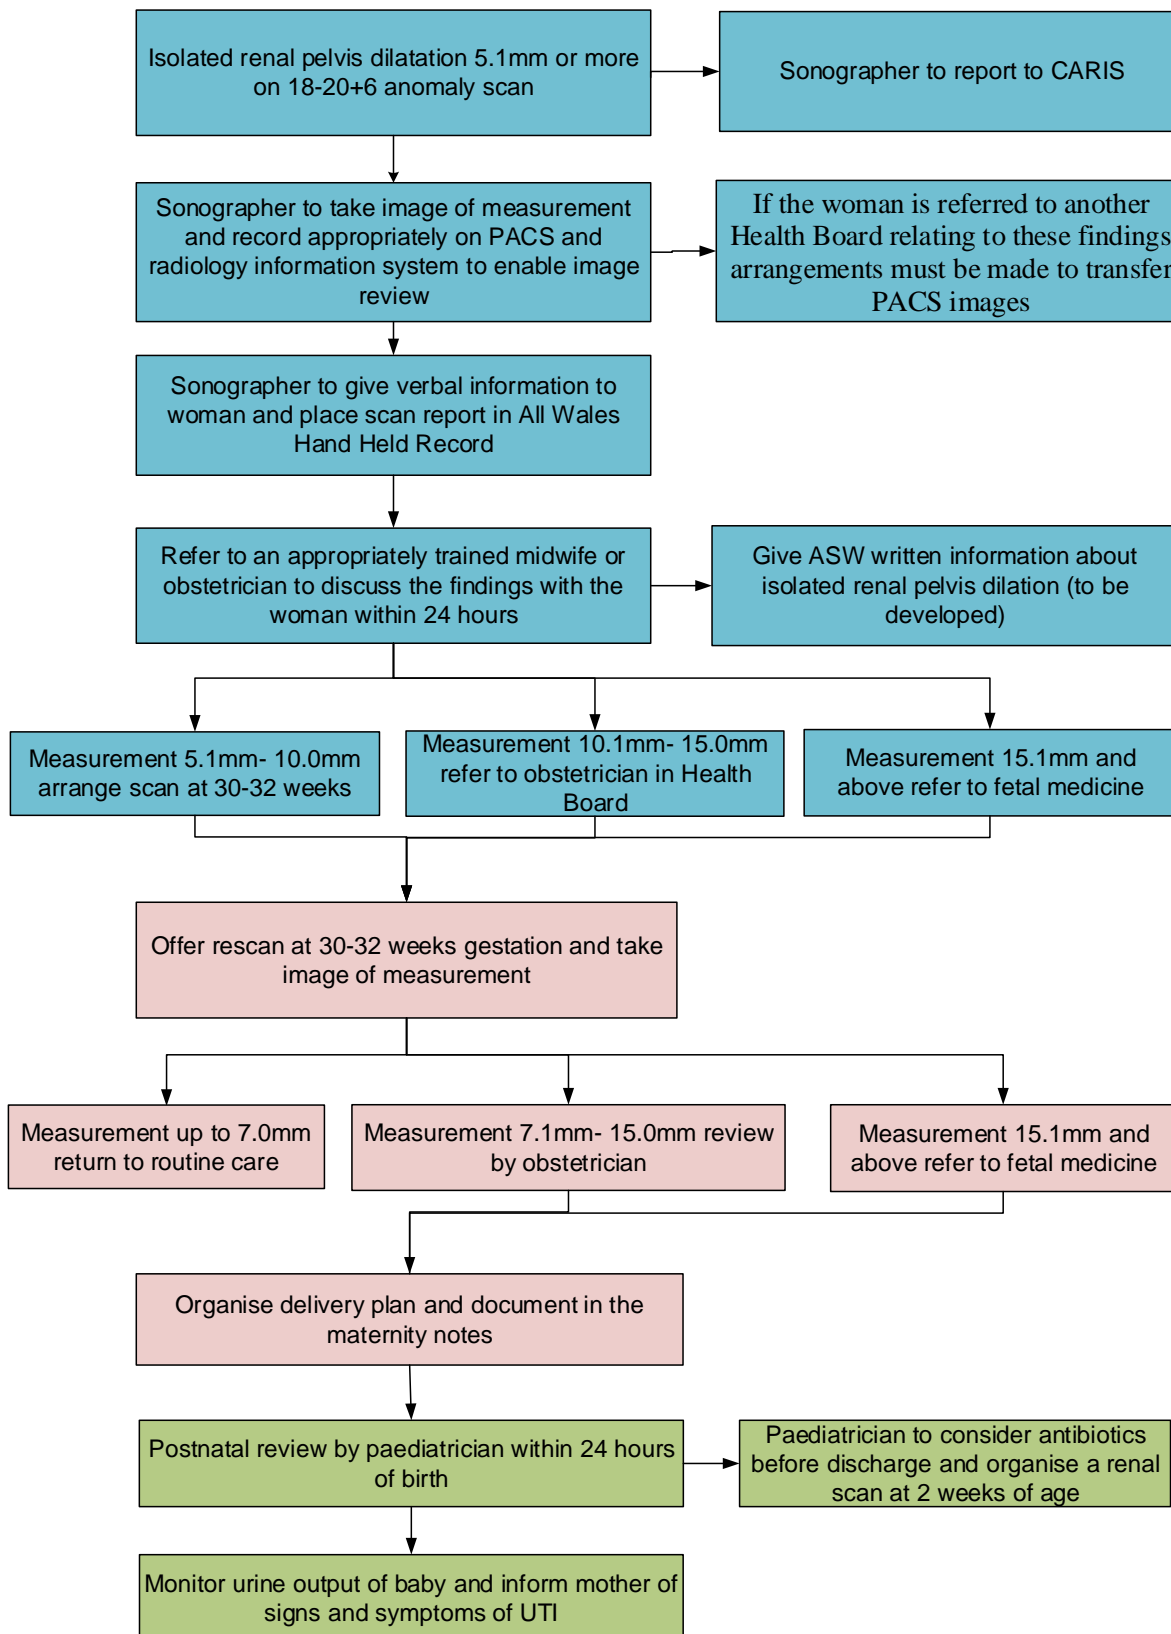 Isolated renal pelvis dilatation 5.1mm or more
on 18-20+6 anomaly scan
Sonographer to report to CARIS
Sonographer to take image of measurement
and record appropriately on PACS and
radiology information system to enable image
review
If the woman is referred to another
Health Board relating to these findings
arrangements must be made to transfer
PACS images
Sonographer to give verbal information to
woman and place scan report in All Wales
Hand Held Record
Refer to an appropriately trained midwife or
obstetrician to discuss the findings with the
woman within 24 hours
Give ASW written information about
isolated renal pelvis dilation (to be
developed)
Measurement 5.1mm- 10.0mm
arrange scan at 30-32 weeks
Measurement 10.1mm- 15.0mm
refer to obstetrician in Health
Board
Measurement 15.1mm and
above refer to fetal medicine
Offer rescan at 30-32 weeks gestation and take
image of measurement
Measurement up to 7.0mm
return to routine care
Measurement 7.1mm- 15.0mm review
by obstetrician
Measurement 15.1mm and
above refer to fetal medicine
Organise delivery plan and document in the
maternity notes
Postnatal review by paediatrician within 24 hours
of birth
Paediatrician to consider antibiotics
before discharge and organise a renal
scan at 2 weeks of age
Monitor urine output of baby and inform mother of
signs and symptoms of UTI